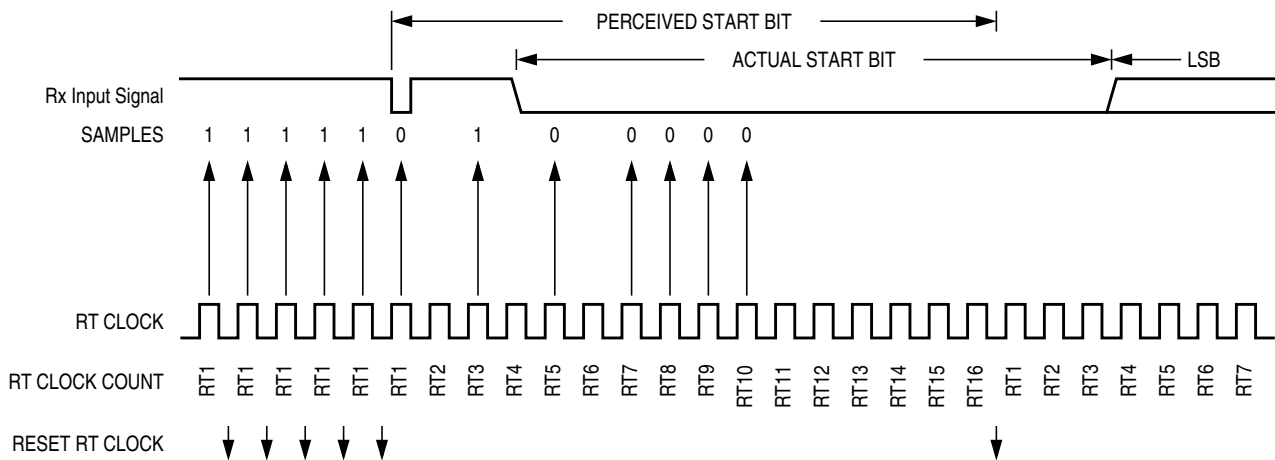 PERCEIVED START BIT
ACTUAL START BIT LSB
Rx Input Signal
SAMPLES 1 1 1 1 1 0 1 0 0 0 0 0
RT CLOCK
RT CLOCK COUNT RT1 RT1 RT1 RT1 RT1 RT1 RT2 RT3 RT4 RT5 RT6 RT7 RT8 RT9 RT10 RT11 RT12 RT13 RT14 RT15 RT16 RT1 RT2 RT3 RT4 RT5 RT6 RT7
RESET RT CLOCK